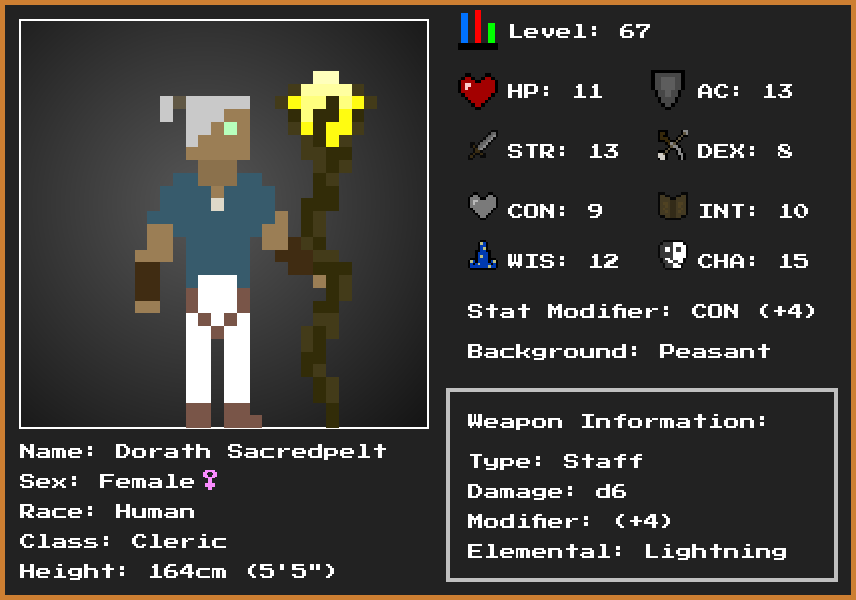 Level: 67
HP: 11 AC: 13
STR: 13 DEX: 8
CON: 9 INT: 10
WIS: 12 CHA: 15
Stat Modifier: CON (+4)
Background: Peasant
Weapon Information:
Type: Staff
Damage: d6
Modifier: (+4)
Elemental: Lightning
Name: Dorath Sacredpelt
Sex: Female♀
Race: Human
Class: Cleric
Height: 164cm (5'5")